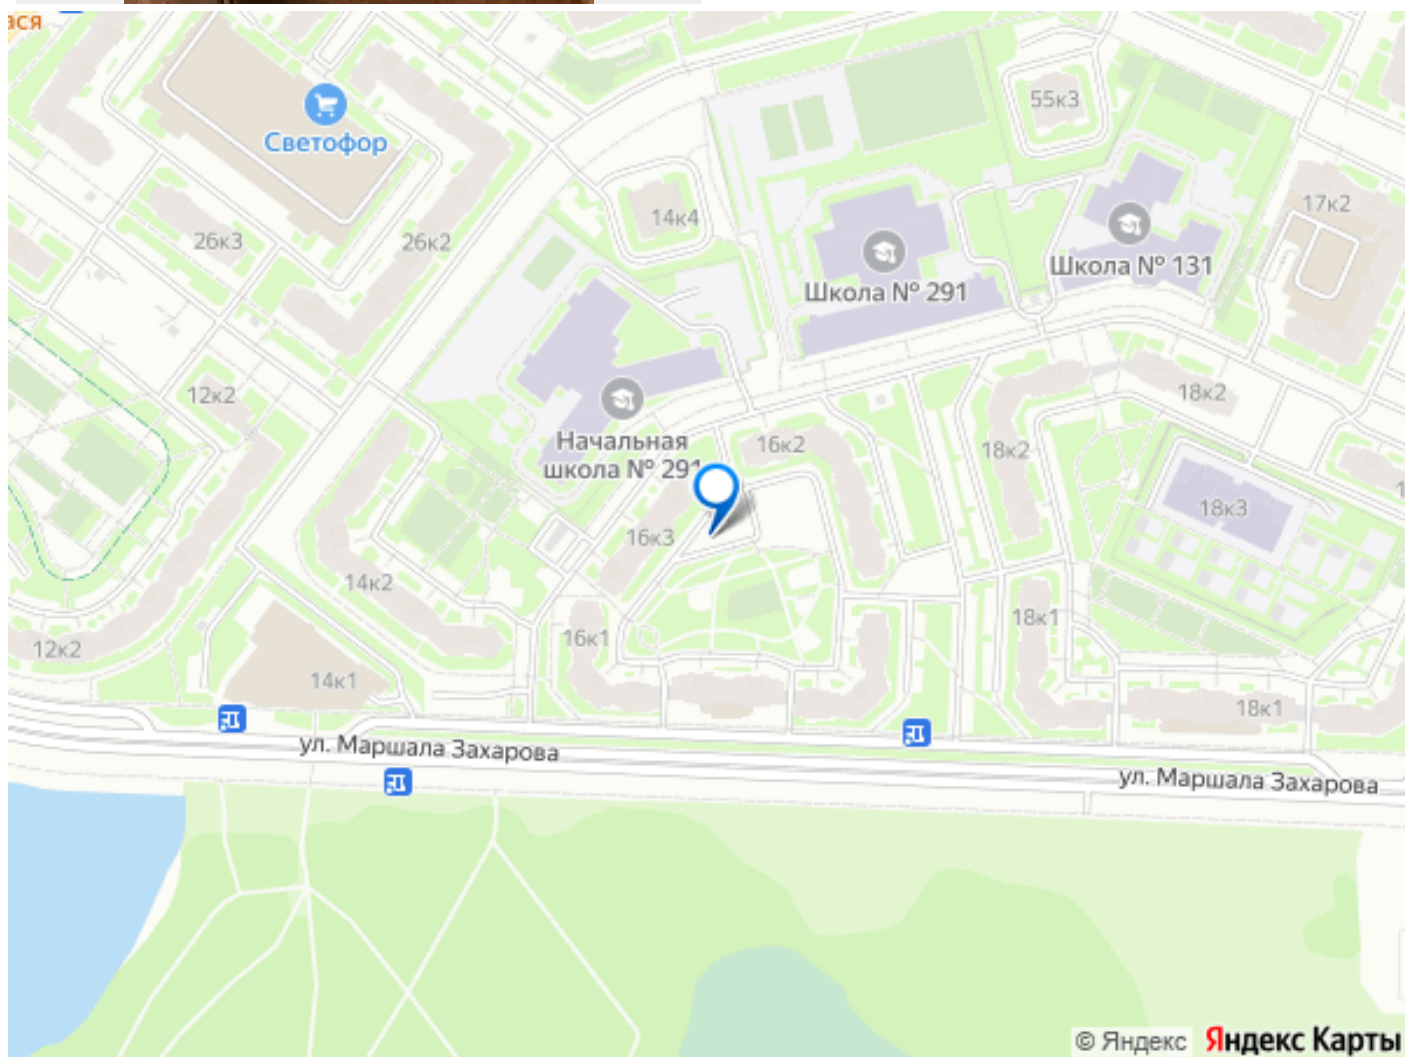 ася
Светофор
55к3
17к2
14к4
26к3
26к2
Школа № 131
Школа № 291
12к2
18к2
Начальная
школа № 291
16к2
18к2
18к3
16к3
14к2
18к1
16к1
12к2
14к1
18к1
ул. Маршала Захарова
ул. Маршала Захарова
© Яндекс Яндекс Карты